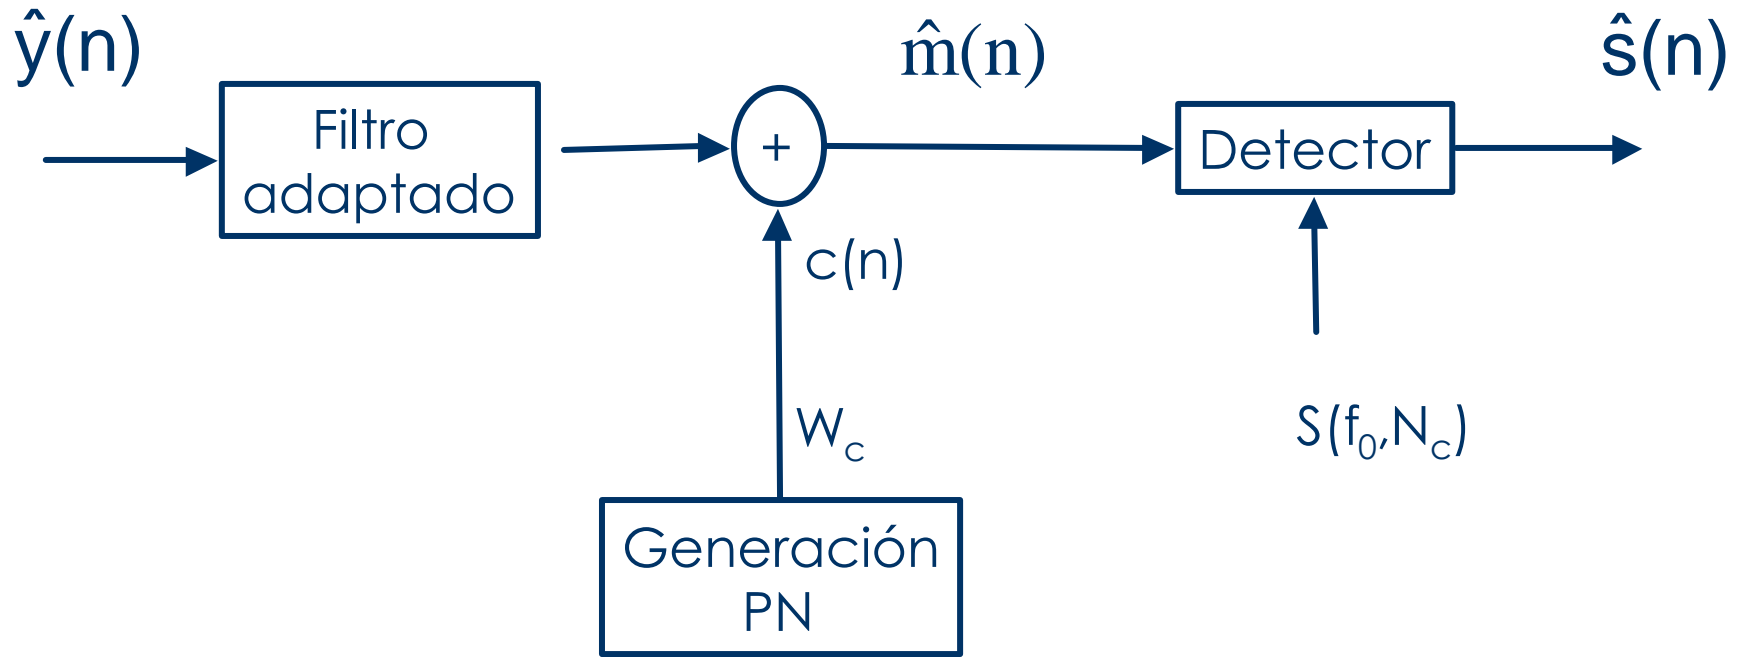 ŷ(n)
m̂(n)
ŝ(n)
Filtro
adaptado
+
Detector
c(n)
W_c
S(f_0,N_c)
Generación
PN